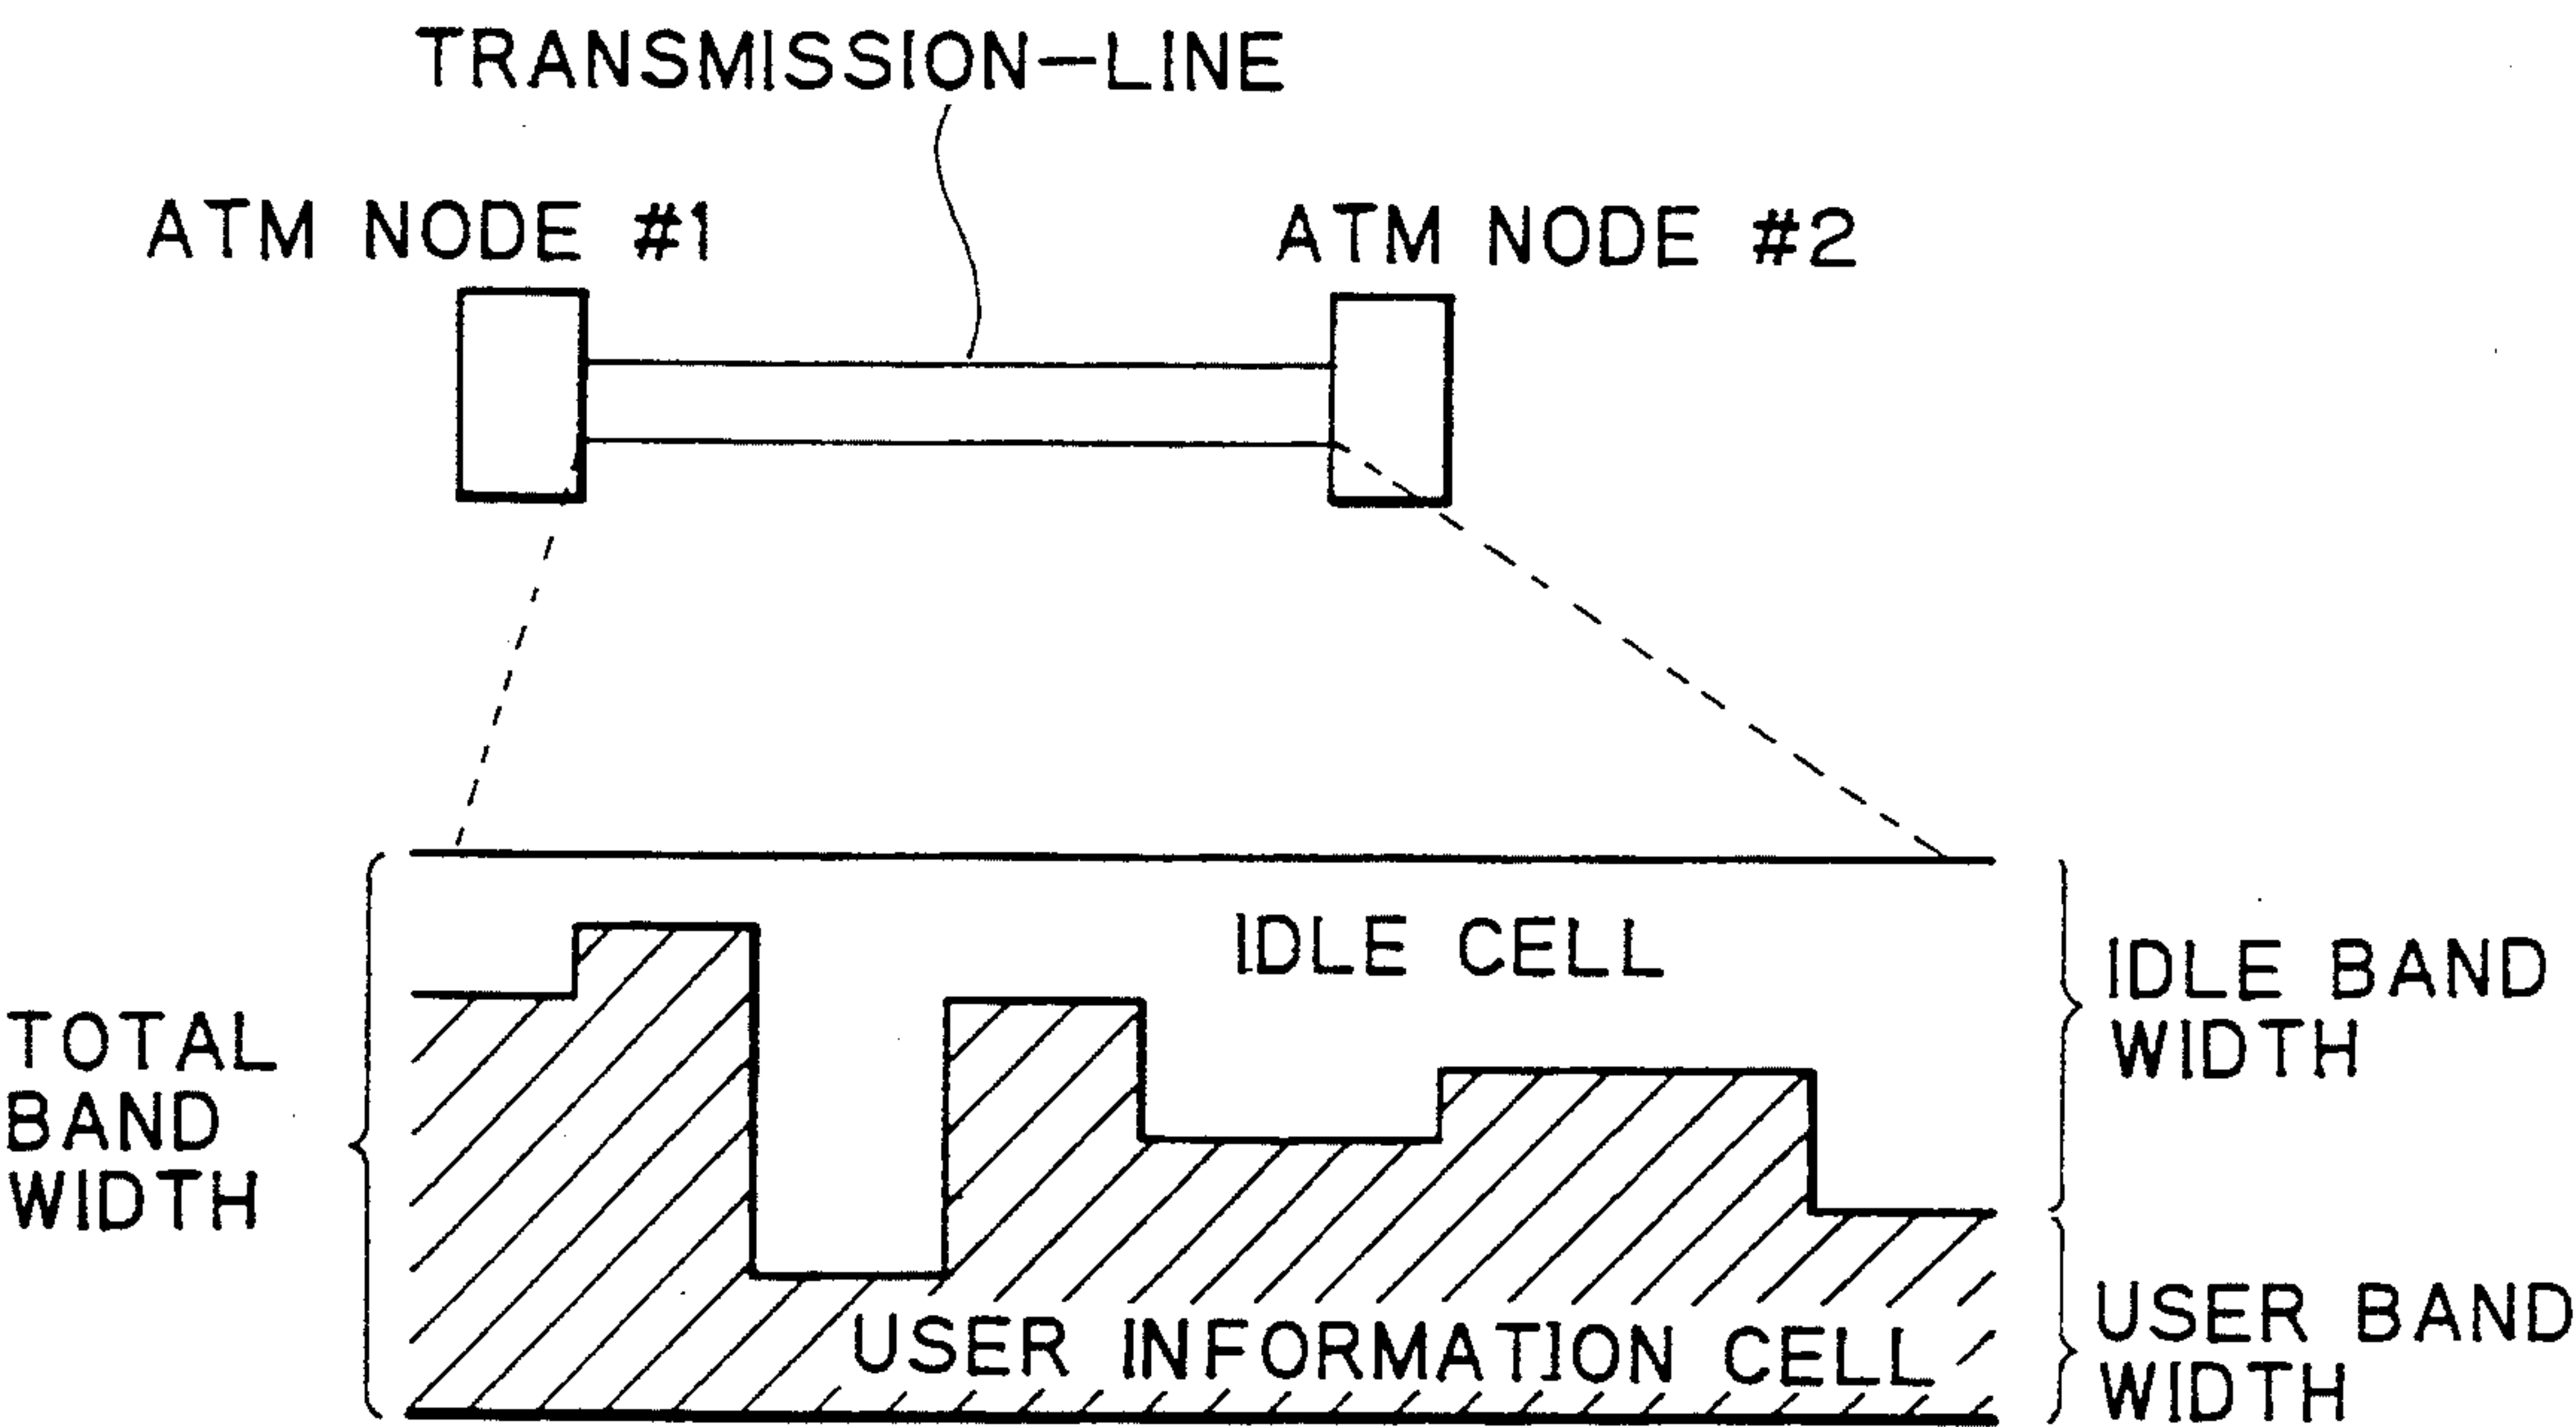 TRANSMISSION-LINE
ATM NODE #1
ATM NODE #2
IDLE CELL
IDLE BAND
WIDTH
TOTAL
BAND
WIDTH
USER INFORMATION CELL
USER BAND
WIDTH